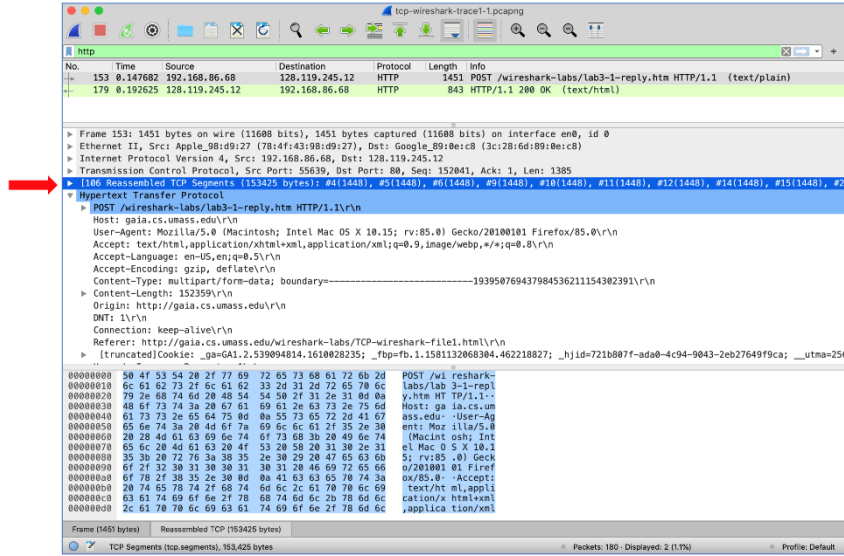 tcp-wireshark-trace1-1.pcapng
http
No. Time Source Destination Protocol Length Info
153 0.147682 192.168.86.68 128.119.245.12 HTTP 1451 POST /wireshark-labs/lab3-1-reply.htm HTTP/1.1 (text/plain)
179 0.192625 128.119.245.12 192.168.86.68 HTTP 843 HTTP/1.1 200 OK (text/html)
Frame 153: 1451 bytes on wire (11608 bits), 1451 bytes captured (11608 bits) on interface en0, id 0
Ethernet II, Src: Apple_98:d9:27 (78:4f:43:98:d9:27), Dst: Google_89:0e:c8 (3c:28:6d:89:0e:c8)
Internet Protocol Version 4, Src: 192.168.86.68, Dst: 128.119.245.12
Transmission Control Protocol, Src Port: 55639, Dst Port: 80, Seq: 152041, Ack: 1, Len: 1385
[106 Reassembled TCP Segments (153425 bytes): #4(1448), #5(1448), #6(1448), #9(1448), #10(1448), #11(1448), #12(1448), #14(1448), #15(1448), #2
Hypertext Transfer Protocol
POST /wireshark-labs/lab3-1-reply.htm HTTP/1.1\r\n
Host: gaia.cs.umass.edu\r\n
User-Agent: Mozilla/5.0 (Macintosh; Intel Mac OS X 10.15; rv:85.0) Gecko/20100101 Firefox/85.0\r\n
Accept: text/html,application/xhtml+xml,application/xml;q=0.9,image/webp,*/*;q=0.8\r\n
Accept-Language: en-US,en;q=0.5\r\n
Accept-Encoding: gzip, deflate\r\n
Content-Type: multipart/form-data; boundary=---------------------------193950769437984536211154302391\r\n
Content-Length: 152359\r\n
Origin: http://gaia.cs.umass.edu\r\n
DNT: 1\r\n
Connection: keep-alive\r\n
Referer: http://gaia.cs.umass.edu/wireshark-labs/TCP-wireshark-file1.html\r\n
[truncated]Cookie: _ga=GA1.2.539094814.1610028235; _fbp=fb.1.1581132068304.462218827; _hjid=721b807f-ada0-4c94-9043-2eb27649f9ca; __utma=256
00000000 50 4f 53 54 20 2f 77 69 72 65 73 68 61 72 6b 2d POST /wi reshark-
00000010 6c 61 62 73 2f 6c 61 62 33 2d 31 2d 72 65 70 6c labs/lab 3-1-repl
00000020 79 2e 68 74 6d 20 48 54 54 50 2f 31 2e 31 0d 0a y.htm HT TP/1.1··
00000030 48 6f 73 74 3a 20 67 61 69 61 2e 63 73 2e 75 6d Host: ga ia.cs.um
00000040 61 73 73 2e 65 64 75 0d 0a 55 73 65 72 2d 41 67 ass.edu· ·User-Ag
00000050 65 6e 74 3a 20 4d 6f 7a 69 6c 6c 61 2f 35 2e 30 ent: Moz illa/5.0
00000060 20 28 4d 61 63 69 6e 74 6f 73 68 3b 20 49 6e 74 (Macint osh; Int
00000070 65 6c 20 4d 61 63 20 4f 53 20 58 20 31 30 2e 31 el Mac O S X 10.1
00000080 35 3b 20 72 76 3a 38 35 2e 30 29 20 47 65 63 6b 5; rv:85 .0) Geck
00000090 6f 2f 32 30 31 30 30 31 30 31 20 46 69 72 65 66 o/201001 01 Firef
000000a0 6f 78 2f 38 35 2e 30 0d 0a 41 63 63 65 70 74 3a ox/85.0· ·Accept:
000000b0 20 74 65 78 74 2f 68 74 6d 6c 2c 61 70 70 6c 69 text/ht ml,appli
000000c0 63 61 74 69 6f 6e 2f 78 68 74 6d 6c 2b 78 6d 6c cation/x html+xml
000000d0 2c 61 70 70 6c 69 63 61 74 69 6f 6e 2f 78 6d 6c ,applica tion/xml
Frame (1451 bytes) Reassembled TCP (153425 bytes)
TCP Segments (tcp.segments), 153,425 bytes Packets: 180 · Displayed: 2 (1.1%) Profile: Default